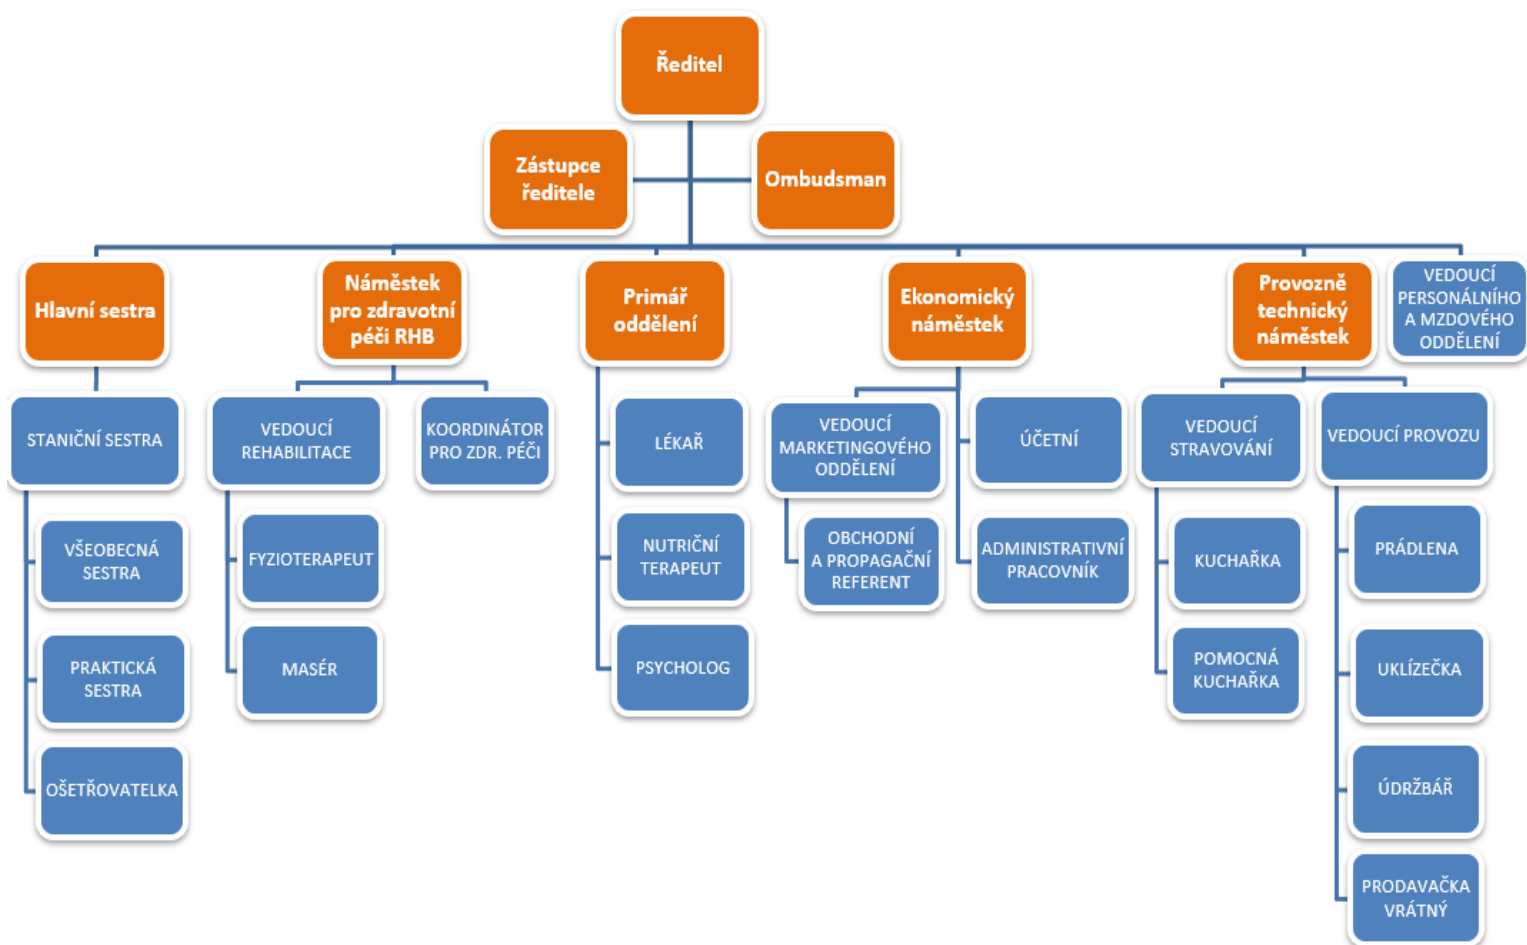 Ředitel
Zástupce
ředitele
Ombudsman
Hlavní sestra
Náměstek
pro zdravotní
péči RHB
Primář
oddělení
Ekonomický
náměstek
Provozně
technický
náměstek
VEDOUCÍ
PERSONÁLNÍHO
A MZDOVÉHO
ODDĚLENÍ
STANIČNÍ SESTRA
VŠEOBECNÁ
SESTRA
PRAKTICKÁ
SESTRA
OŠETŘOVATELKA
VEDOUCÍ
REHABILITACE
KOORDINÁTOR
PRO ZDR. PÉČI
FYZIOTERAPEUT
MASÉR
LÉKAŘ
NUTRIČNÍ
TERAPEUT
PSYCHOLOG
VEDOUCÍ
MARKETINGOVÉHO
ODDĚLENÍ
OBCHODNÍ
A PROPAGAČNÍ
REFERENT
ÚČETNÍ
ADMINISTRATIVNÍ
PRACOVNÍK
VEDOUCÍ
STRAVOVÁNÍ
KUCHAŘKA
POMOCNÁ
KUCHAŘKA
VEDOUCÍ PROVOZU
PRÁDLENA
UKLÍZEČKA
ÚDRŽBÁŘ
PRODAVAČKA
VRÁTNÝ